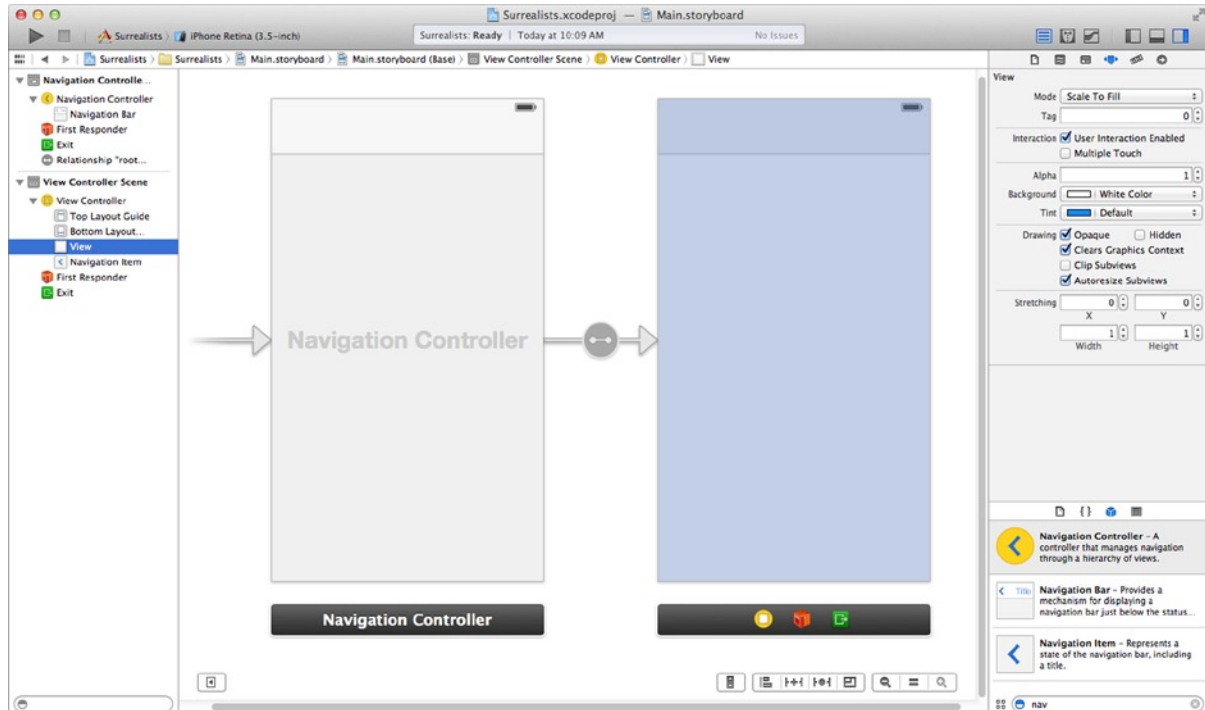 Surrealists.xcodeproj — Main.storyboard
Surrealists
iPhone Retina (3.5-inch)
Surrealists: Ready | Today at 10:09 AM
No Issues
Surrealists
Surrealists
Main.storyboard
Main.storyboard (Base)
View Controller Scene
View Controller
View
Navigation Controlle...
Navigation Controller
Navigation Bar
First Responder
Exit
Relationship "root...
View Controller Scene
View Controller
Top Layout Guide
Bottom Layout...
View
Navigation Item
First Responder
Exit
Navigation Controller
Navigation Controller
View
Mode Scale To Fill
Tag 0
Interaction User Interaction Enabled
Multiple Touch
Alpha 1
Background White Color
Tint Default
Drawing Opaque Hidden
Clears Graphics Context
Clip Subviews
Autoresize Subviews
Stretching 0 0
X Y
1 1
Width Height
{}
Navigation Controller - A
controller that manages navigation
through a hierarchy of views.
Title
Navigation Bar - Provides a
mechanism for displaying a
navigation bar just below the status...
Navigation Item - Represents a
state of the navigation bar, including
a title.
nav